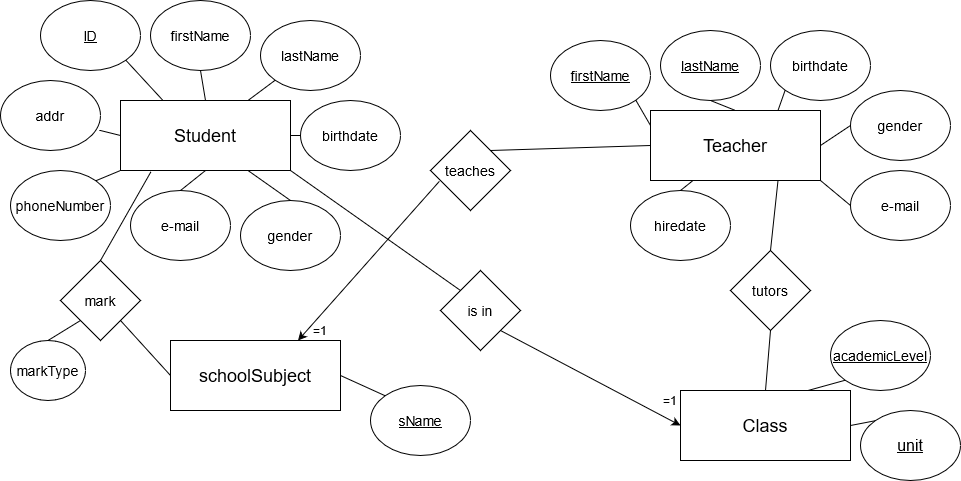 ID
firstName
lastName
addr
Student
birthdate
phoneNumber
e-mail
gender
mark
markType
schoolSubject
sName
=1
teaches
is in
=1
firstName
lastName
birthdate
Teacher
gender
e-mail
hiredate
tutors
academicLevel
Class
unit